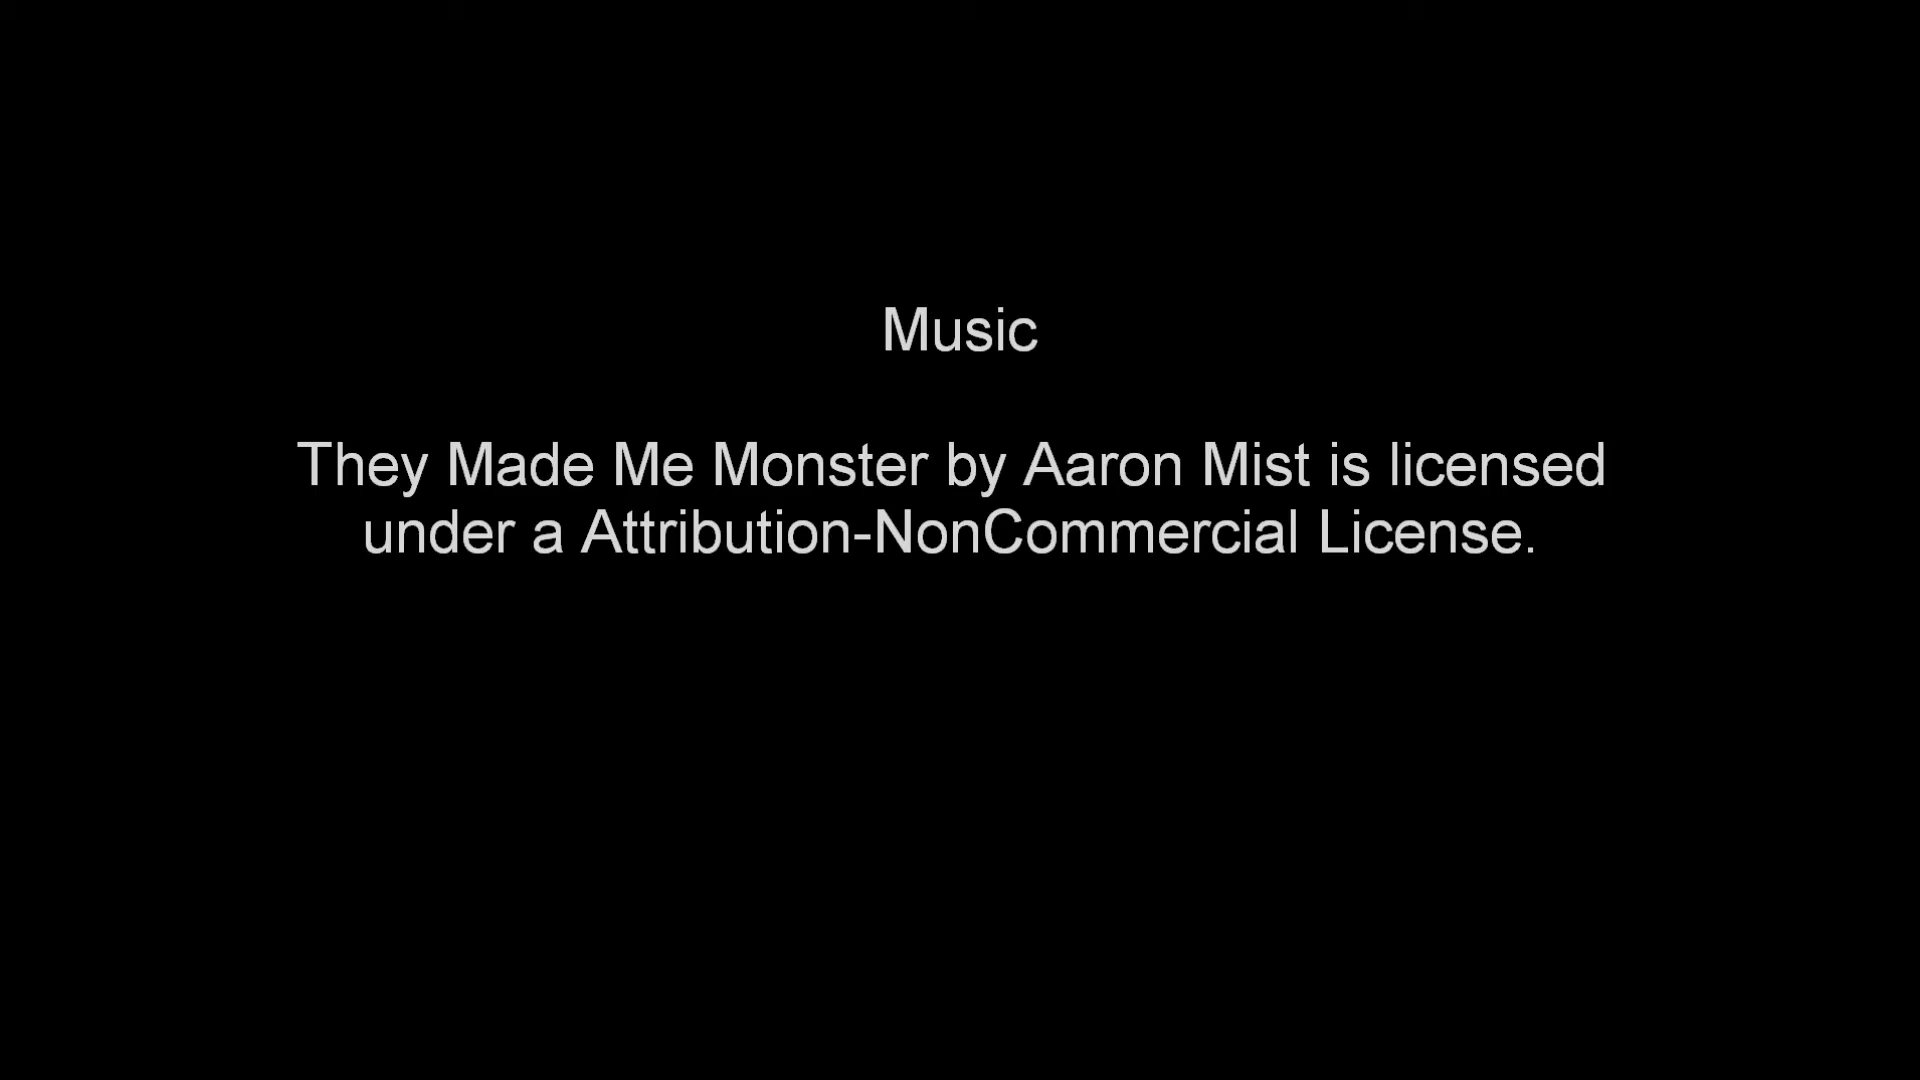 Music
They Made Me Monster by Aaron Mist is licensed
under a Attribution-NonCommercial License.